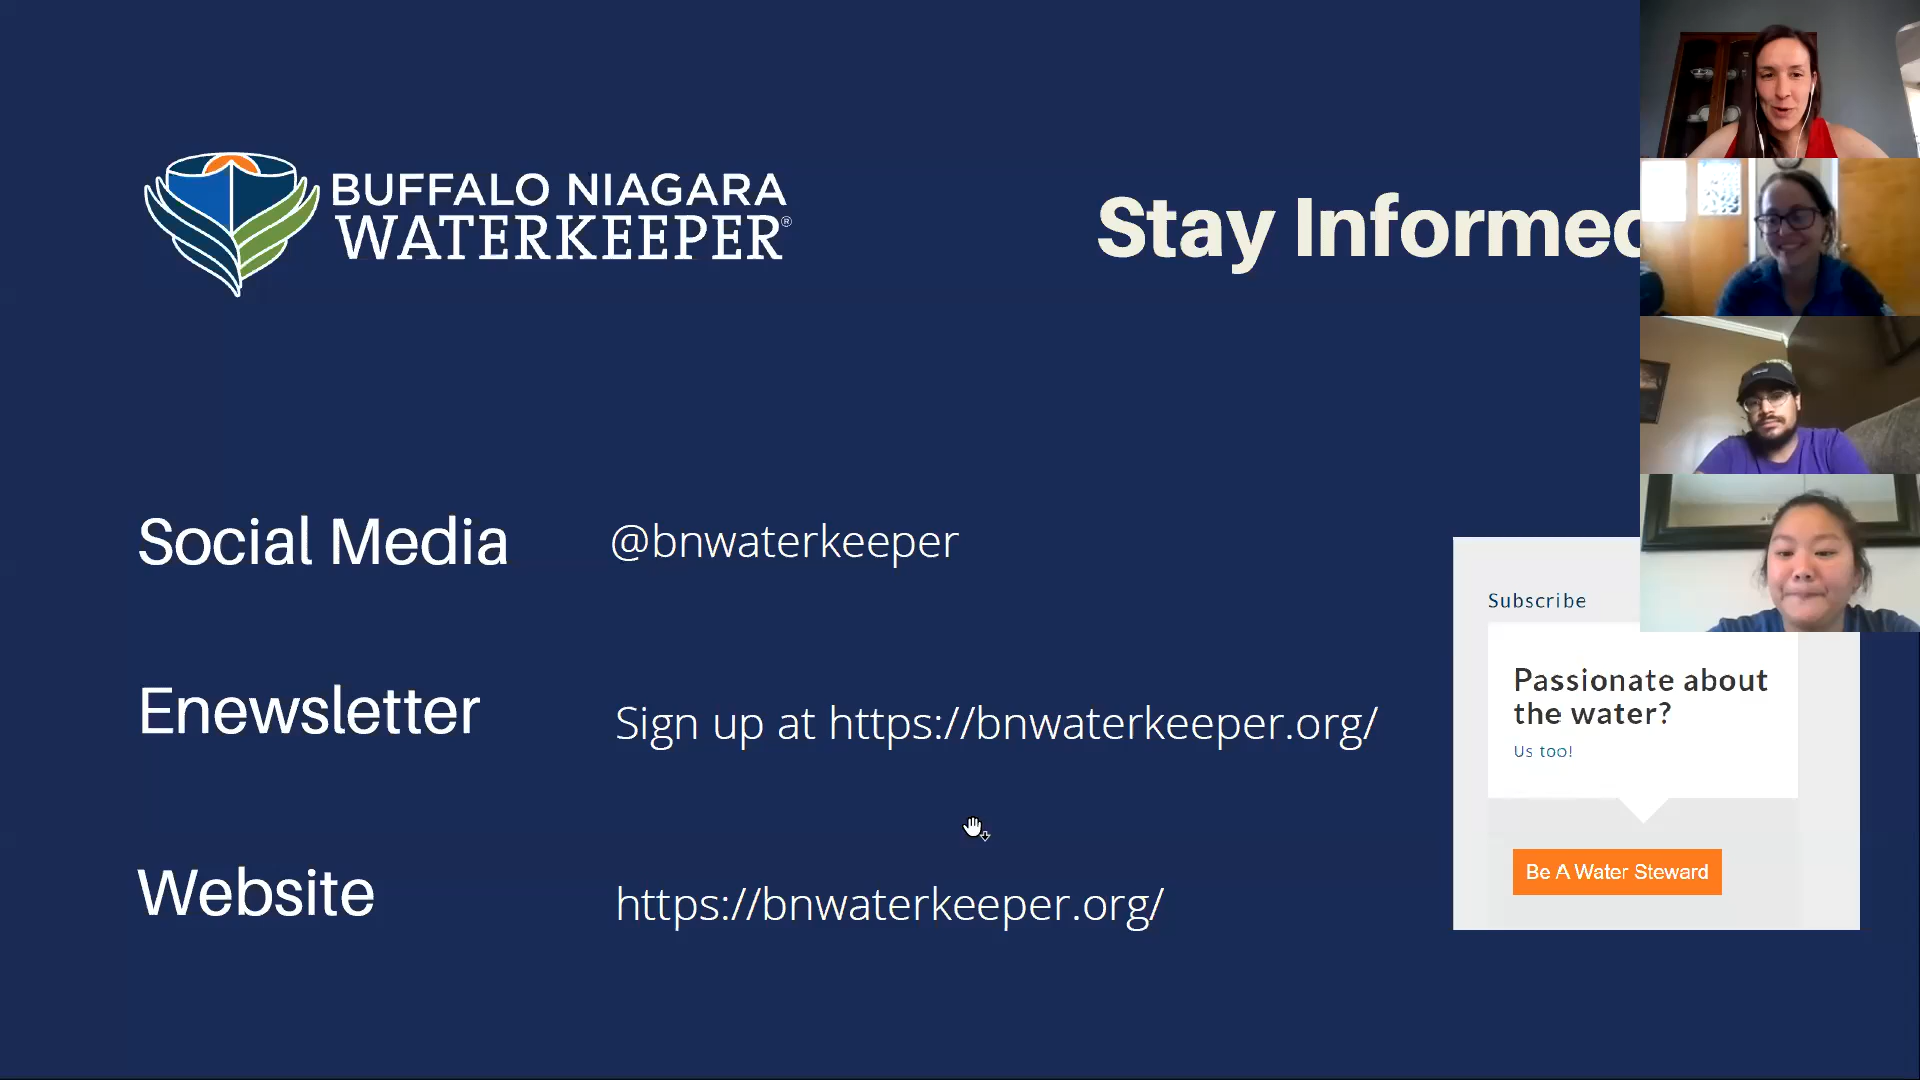 BUFFALO NIAGARA
WATERKEEPER®
Stay Informed
Social Media
@bnwaterkeeper
Enewsletter
Sign up at https://bnwaterkeeper.org/
Website
https://bnwaterkeeper.org/
Subscribe
Passionate about
the water?
Us too!
Be A Water Steward